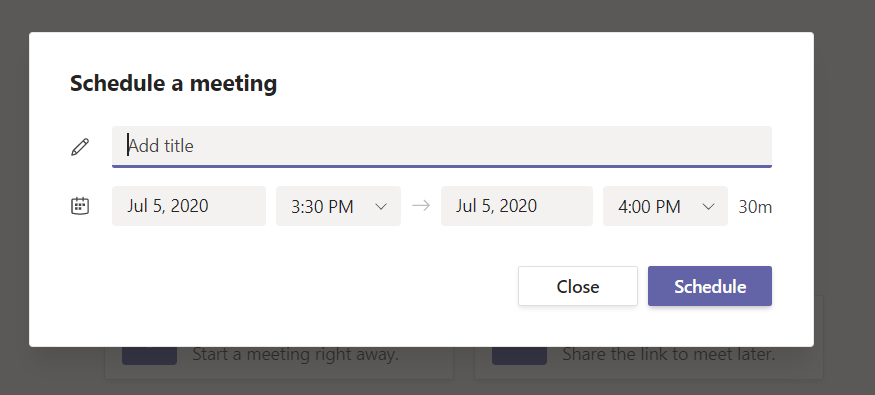 Schedule a meeting
Add title
Jul 5, 2020 3:30 PM Jul 5, 2020 4:00 PM 30m
Close Schedule
Start a meeting right away. Share the link to meet later.